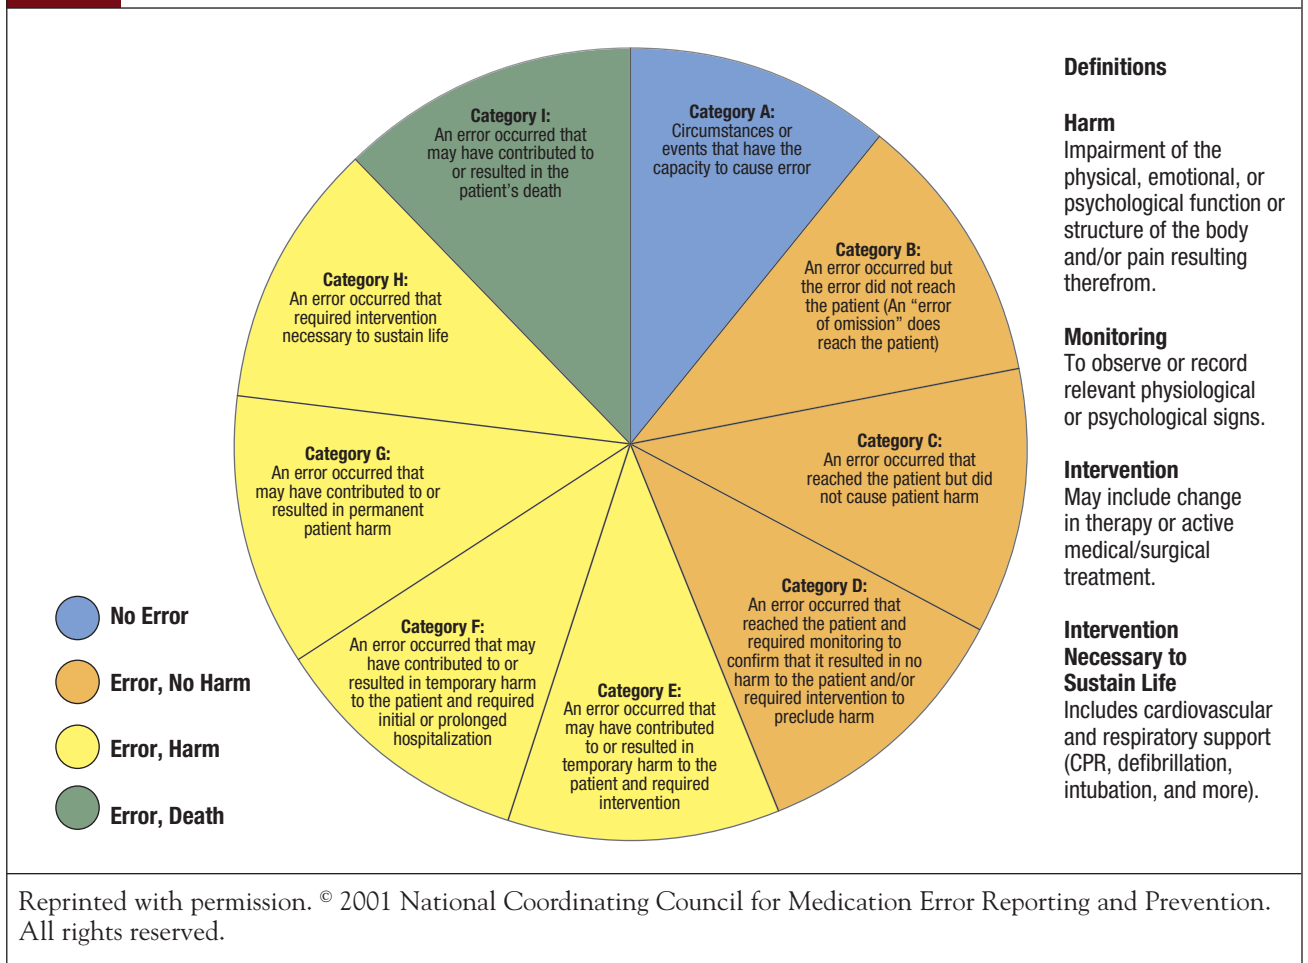 Category A:
Circumstances or
events that have the
capacity to cause error
Category B:
An error occurred but
the error did not reach
the patient (An “error
of omission” does
reach the patient)
Category C:
An error occurred that
reached the patient but did
not cause patient harm
Category D:
An error occurred that
reached the patient and
required monitoring to
confirm that it resulted in no
harm to the patient and/or
required intervention to
preclude harm
Category E:
An error occurred that
may have contributed
to or resulted in
temporary harm to the
patient and required
intervention
Category F:
An error occurred that may
have contributed to or
resulted in temporary harm
to the patient and required
initial or prolonged
hospitalization
Category G:
An error occurred that
may have contributed to or
resulted in permanent
patient harm
Category H:
An error occurred that
required intervention
necessary to sustain life
Category I:
An error occurred that
may have contributed to
or resulted in the
patient’s death
No Error
Error, No Harm
Error, Harm
Error, Death
Definitions
Harm
Impairment of the
physical, emotional, or
psychological function or
structure of the body
and/or pain resulting
therefrom.
Monitoring
To observe or record
relevant physiological
or psychological signs.
Intervention
May include change
in therapy or active
medical/surgical
treatment.
Intervention
Necessary to
Sustain Life
Includes cardiovascular
and respiratory support
(CPR, defibrillation,
intubation, and more).
Reprinted with permission. © 2001 National Coordinating Council for Medication Error Reporting and Prevention.
All rights reserved.